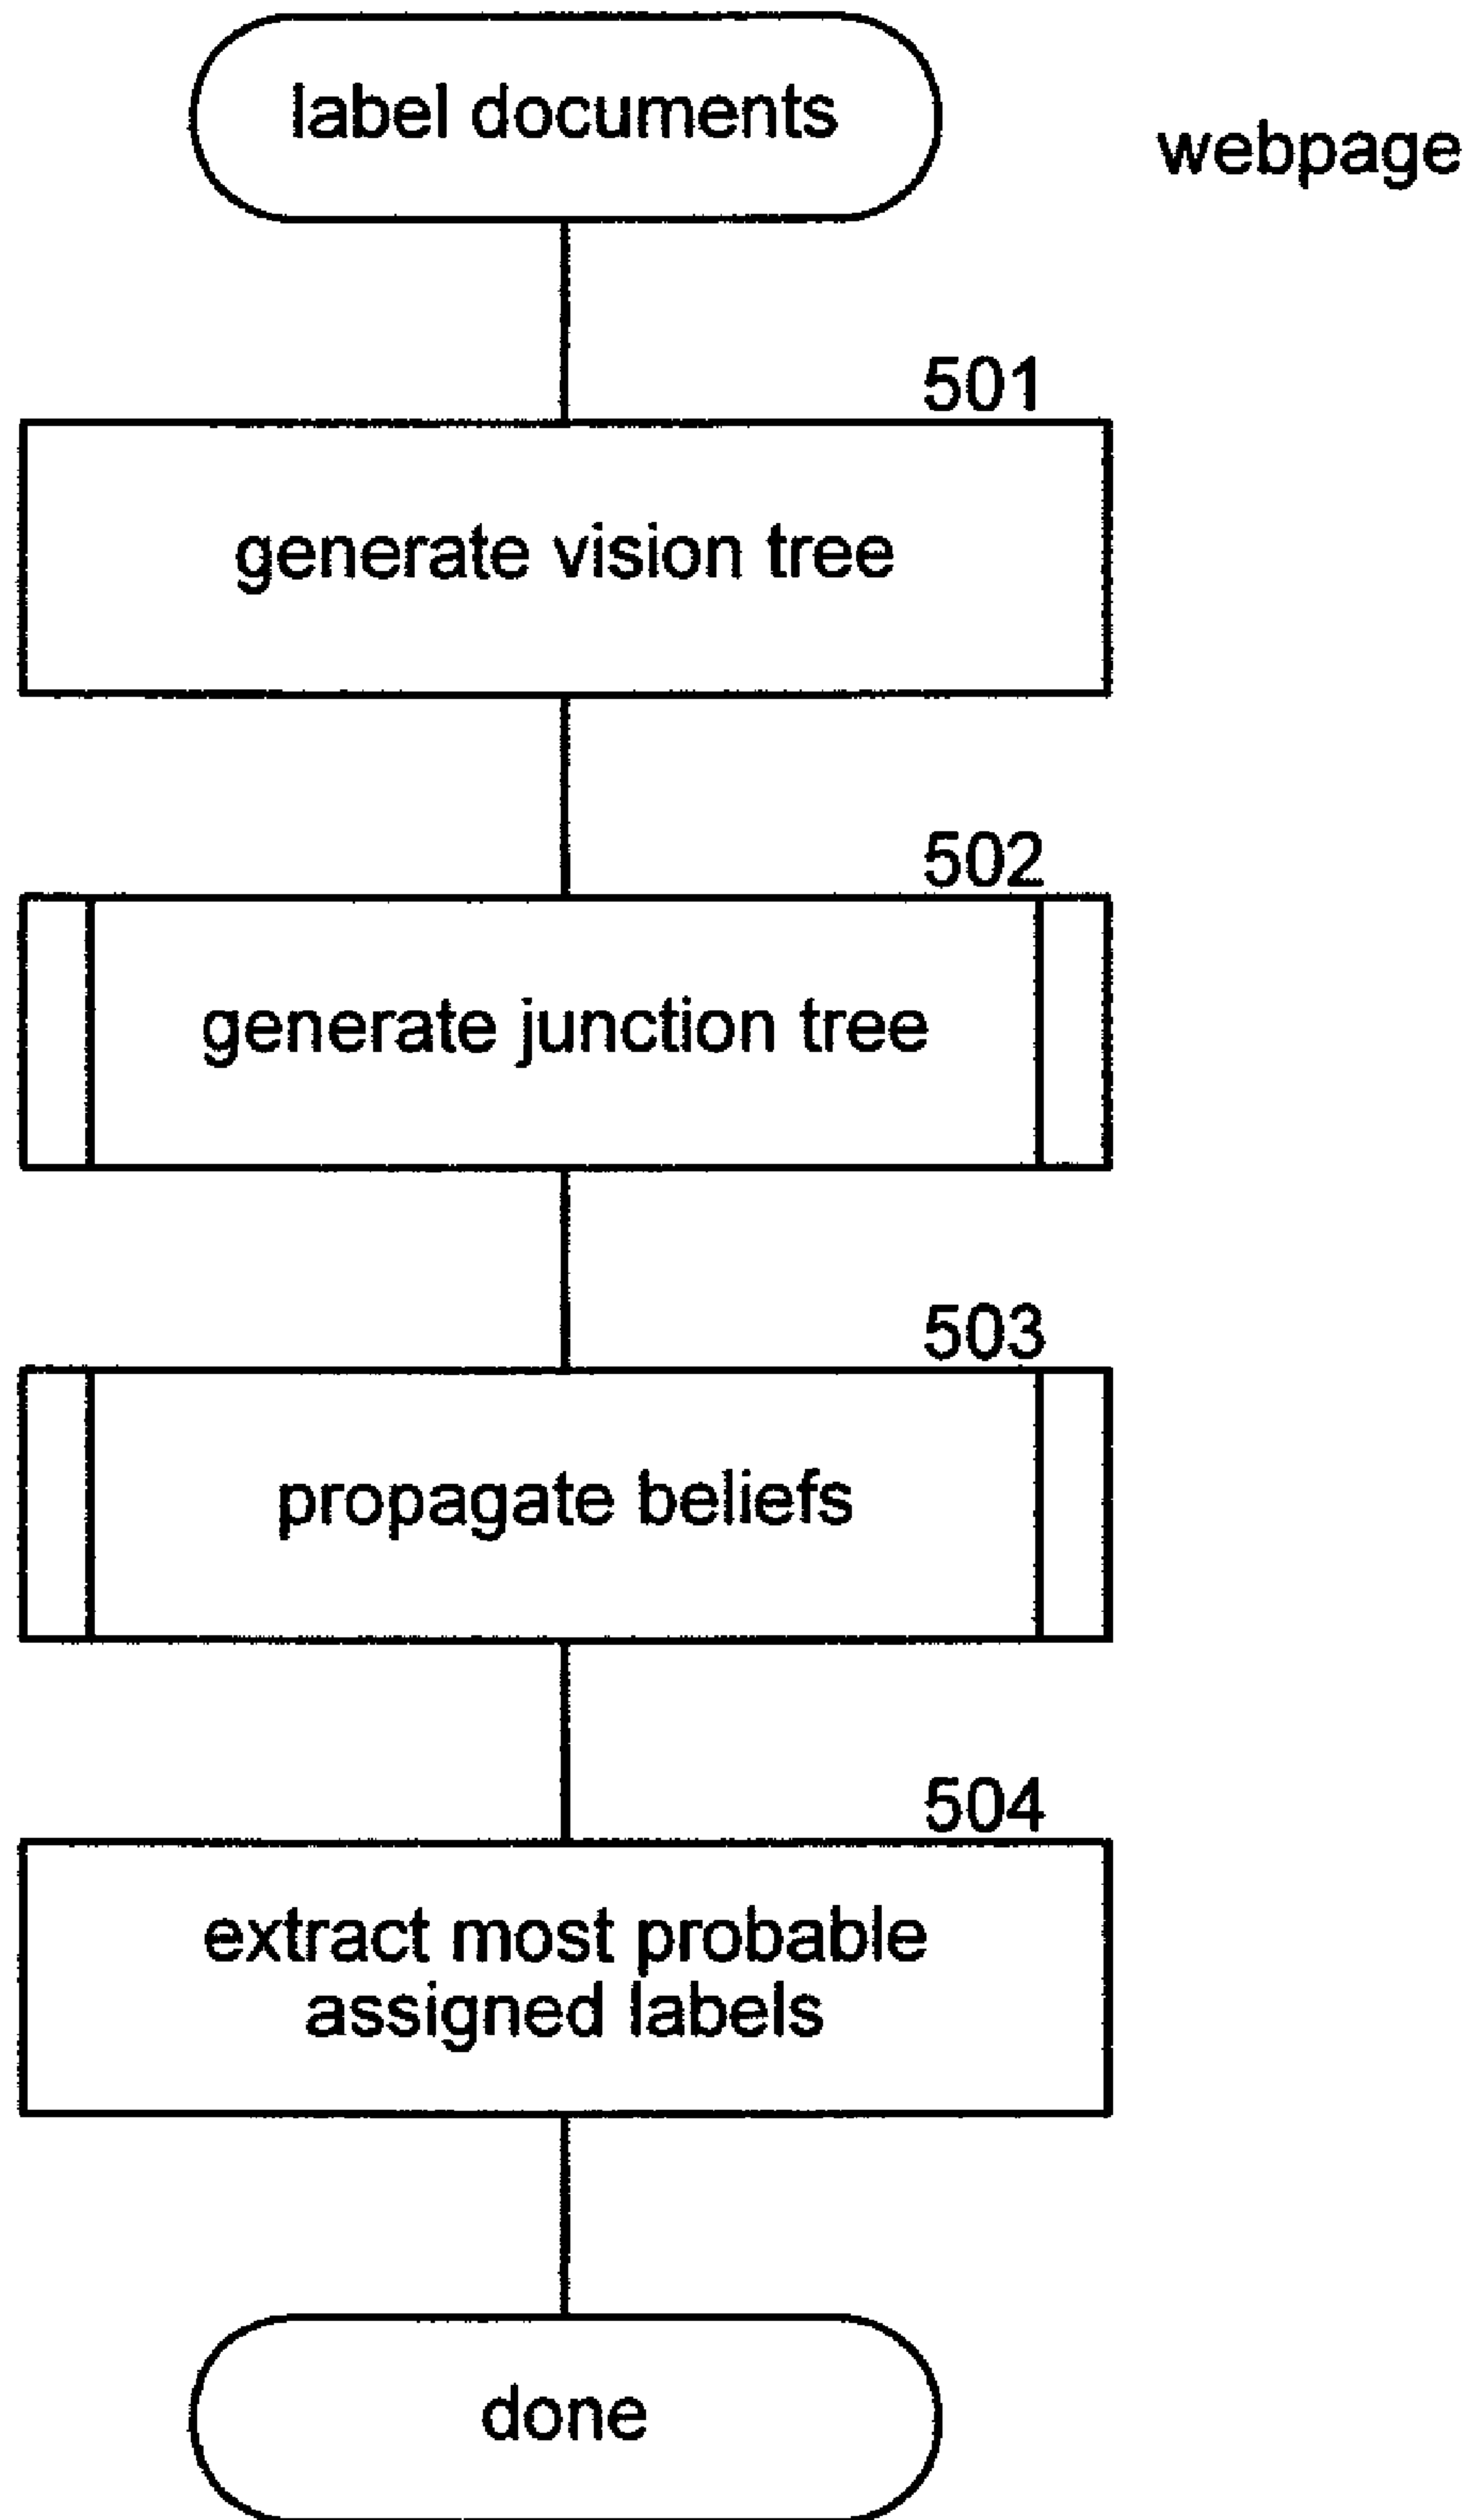 label documents
webpage
501
generate vision tree
502
generate junction tree
503
propagate beliefs
504
extract most probable
assigned labels
done